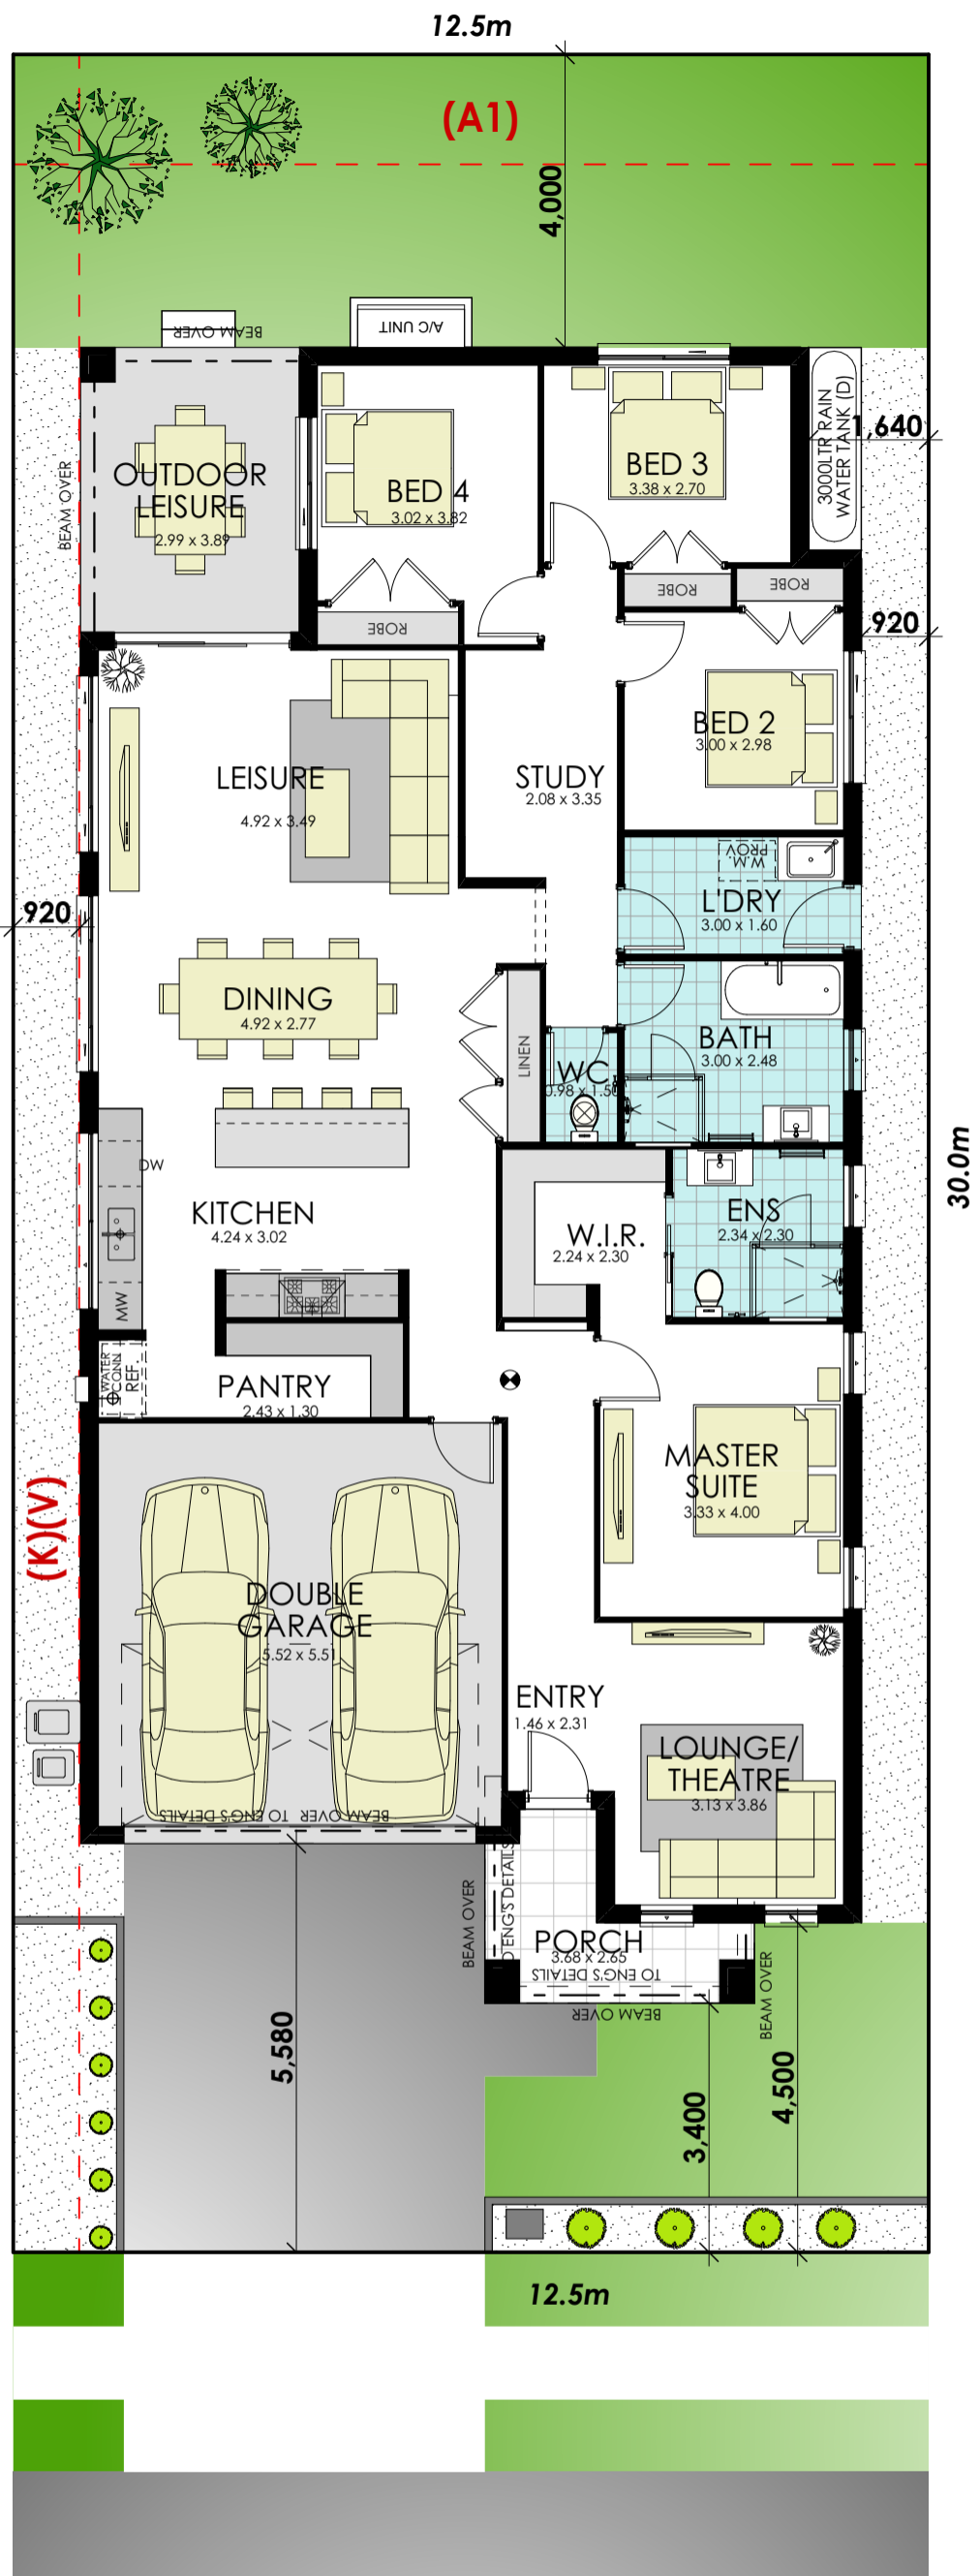 12.5m
(A1)
4,000
BEAM OVER
A/C UNIT
3000LTR RAIN
WATER TANK (D)
1,640
BEAM OVER
OUTDOOR
LEISURE
2.99 x 3.89
BED 4
3.02 x 3.82
BED 3
3.38 x 2.70
ROBE
ROBE
ROBE
920
BED 2
3.00 x 2.98
LEISURE
4.92 x 3.49
STUDY
2.08 x 3.35
W.M.
PROV.
L'DRY
3.00 x 1.60
920
DINING
4.92 x 2.77
LINEN
WC
0.98 x 1.50
BATH
3.00 x 2.48
30.0m
DW
KITCHEN
4.24 x 3.02
W.I.R.
2.24 x 2.30
ENS
2.34 x 2.30
MW
WATER
CONN
REF.
PANTRY
2.43 x 1.30
MASTER
SUITE
3.33 x 4.00
(K)(V)
DOUBLE
GARAGE
5.52 x 5.51
ENTRY
1.46 x 2.31
LOUNGE/
THEATRE
3.13 x 3.86
BEAM OVER TO ENG'S DETAILS
BEAM OVER
TO ENG'S DETAILS
PORCH
3.68 x 2.65
TO ENG'S DETAILS
BEAM OVER
BEAM OVER
5,580
3,400
4,500
12.5m